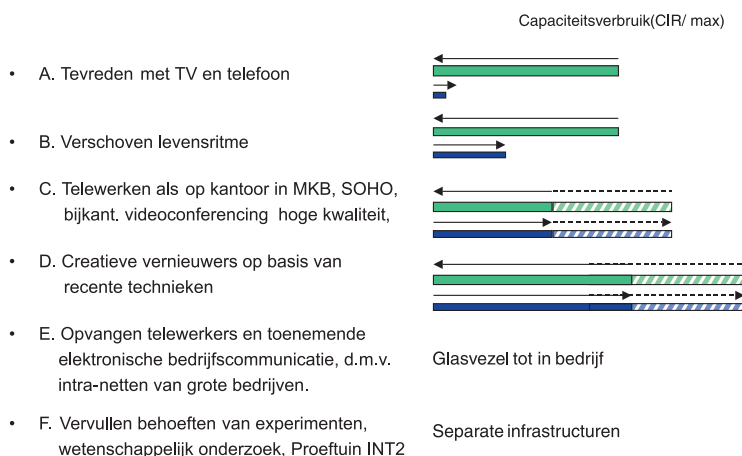 Capaciteitsverbruik(CIR/ max)
• A. Tevreden met TV en telefoon
• B. Verschoven levensritme
• C. Telewerken als op kantoor in MKB, SOHO,
bijkant. videoconferencing hoge kwaliteit,
• D. Creatieve vernieuwers op basis van
recente technieken
• E. Opvangen telewerkers en toenemende
elektronische bedrijfscommunicatie, d.m.v.
intra-netten van grote bedrijven.
Glasvezel tot in bedrijf
• F. Vervullen behoeften van experimenten,
wetenschappelijk onderzoek, Proeftuin INT2
Separate infrastructuren